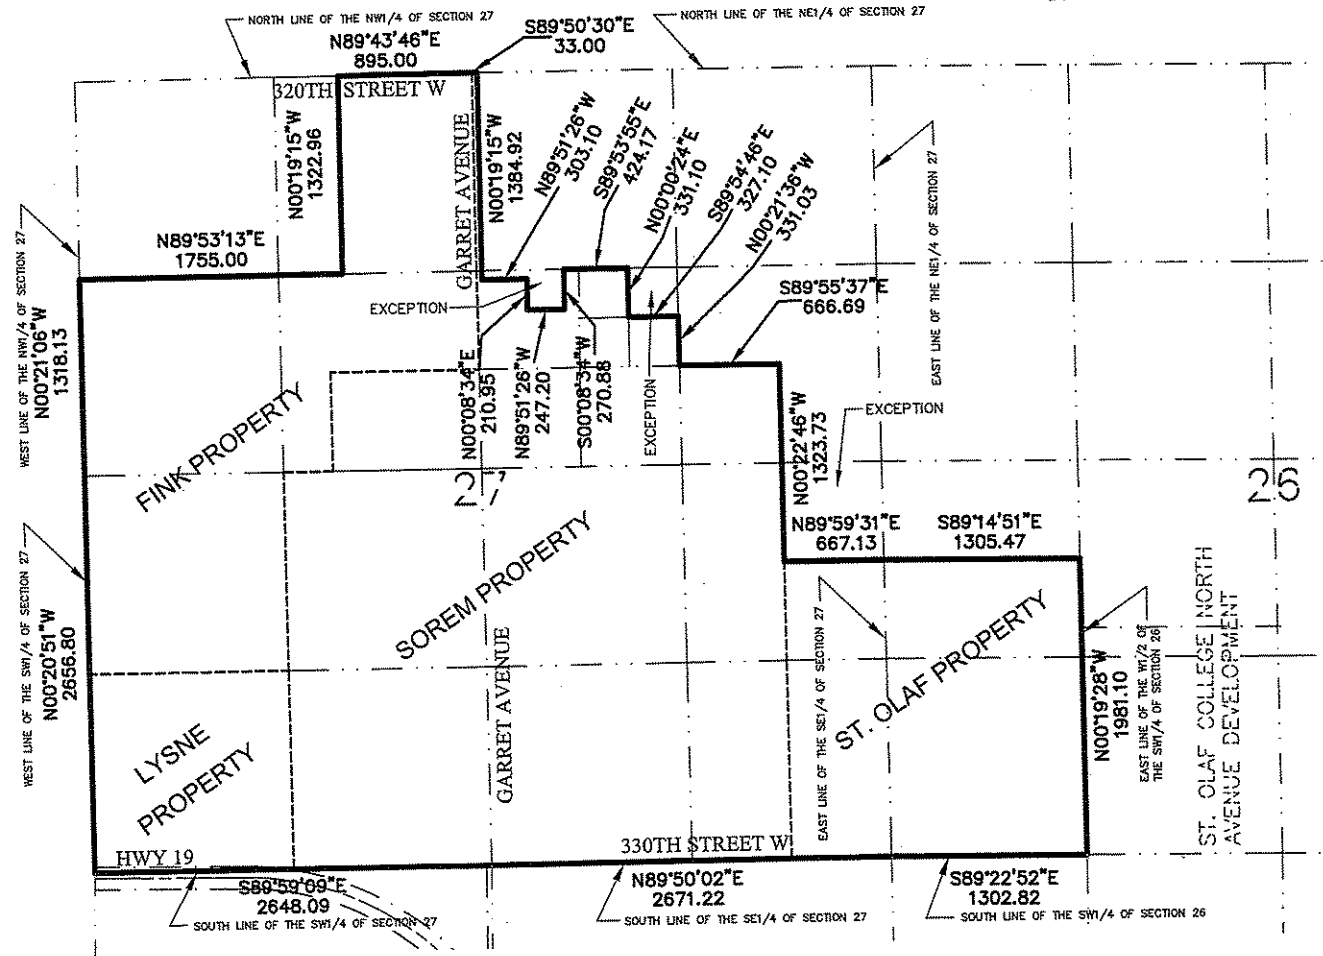 NORTH LINE OF THE NW1/4 OF SECTION 27
N89°43'46"E
895.00
S89°50'30"E
33.00
NORTH LINE OF THE NE1/4 OF SECTION 27
320TH STREET W
N00°19'15"W
1322.96
GARRET AVENUE
N00°19'15"W
1384.92
N89°51'26"W
303.10
S89°53'55"E
424.17
N00°00'24"E
331.10
S89°54'46"E
327.10
N00°21'36"W
331.03
EAST LINE OF THE NE1/4 OF SECTION 27
WEST LINE OF THE NW1/4 OF SECTION 27
N89°53'13"E
1755.00
S89°55'37"E
666.69
EXCEPTION
N00°21'06"W
1318.13
N00°08'34"E
210.95
N89°51'26"W
247.20
S00°08'34"W
270.88
EXCEPTION
EXCEPTION
N00°22'46"W
1323.73
FINK PROPERTY
27
26
N89°59'31"E
667.13
S89°14'51"E
1305.47
WEST LINE OF THE SW1/4 OF SECTION 27
N00°20'51"W
2656.80
SOREM PROPERTY
GARRET AVENUE
EAST LINE OF THE SE1/4 OF SECTION 27
ST. OLAF PROPERTY
N00°19'28"W
1981.10
EAST LINE OF THE W1/2 OF
THE SW1/4 OF SECTION 26
ST. OLAF COLLEGE NORTH
AVENUE DEVELOPMENT
LYSNE
PROPERTY
HWY 19
330TH STREET W
S89°59'09"E
2648.09
N89°50'02"E
2671.22
S89°22'52"E
1302.82
SOUTH LINE OF THE SW1/4 OF SECTION 27
SOUTH LINE OF THE SE1/4 OF SECTION 27
SOUTH LINE OF THE SW1/4 OF SECTION 26